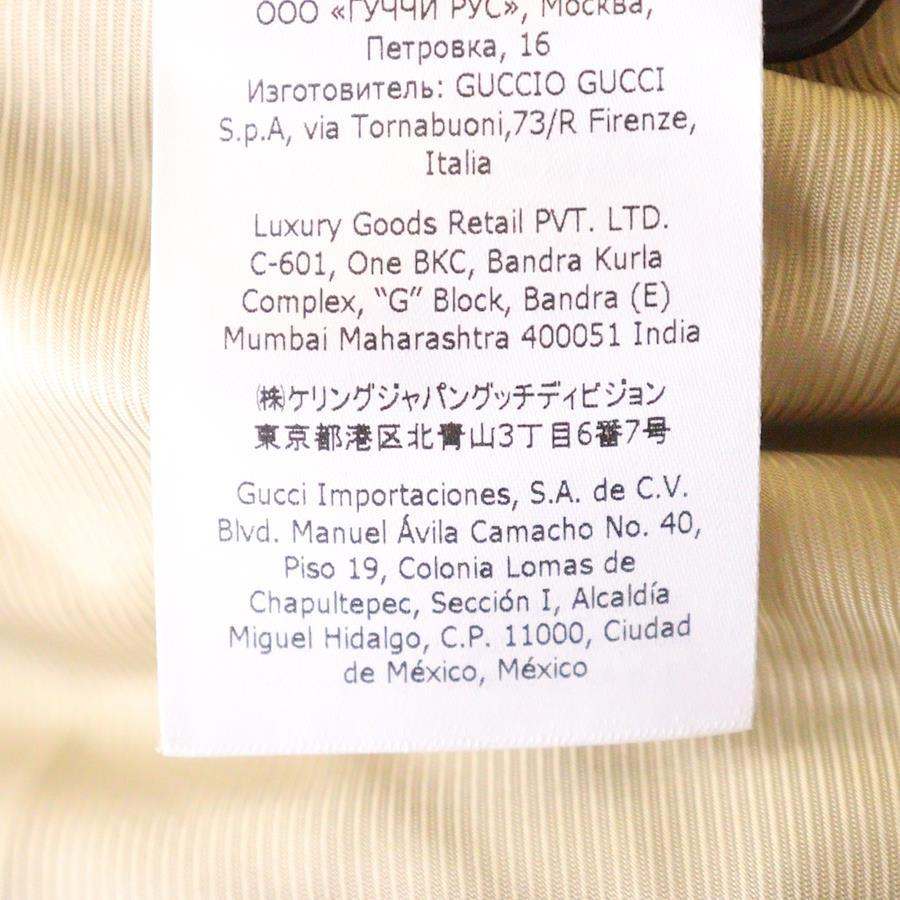 ООО «ГУЧЧИ РУС», Москва,
Петровка, 16
Изготовитель: GUCCIO GUCCI
S.p.A, via Tornabuoni,73/R Firenze,
Italia
Luxury Goods Retail PVT. LTD.
C-601, One BKC, Bandra Kurla
Complex, “G” Block, Bandra (E)
Mumbai Maharashtra 400051 India
㈱ケリングジャパングッチディビジョン
東京都港区北青山3丁目6番7号
Gucci Importaciones, S.A. de C.V.
Blvd. Manuel Ávila Camacho No. 40,
Piso 19, Colonia Lomas de
Chapultepec, Sección I, Alcaldía
Miguel Hidalgo, C.P. 11000, Ciudad
de México, México